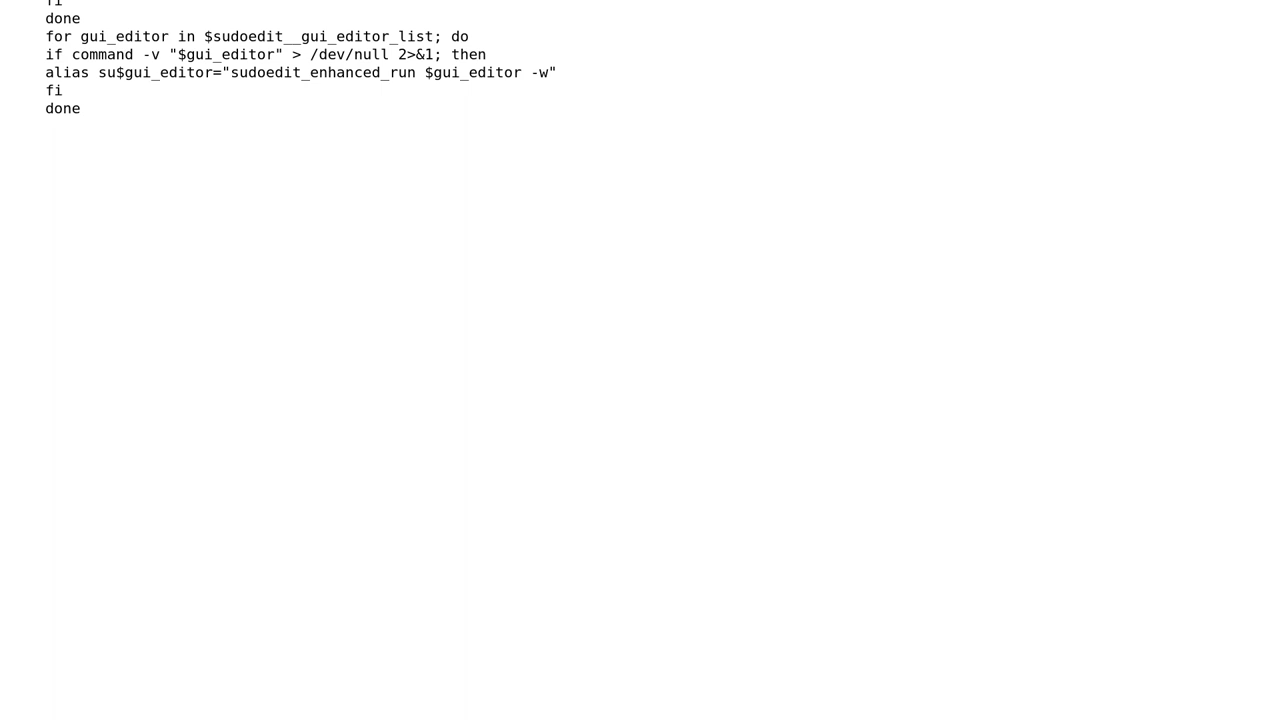 fi
done
for gui_editor in $sudoedit__gui_editor_list; do
if command -v "$gui_editor" > /dev/null 2>&1; then
alias su$gui_editor="sudoedit_enhanced_run $gui_editor -w"
fi
done